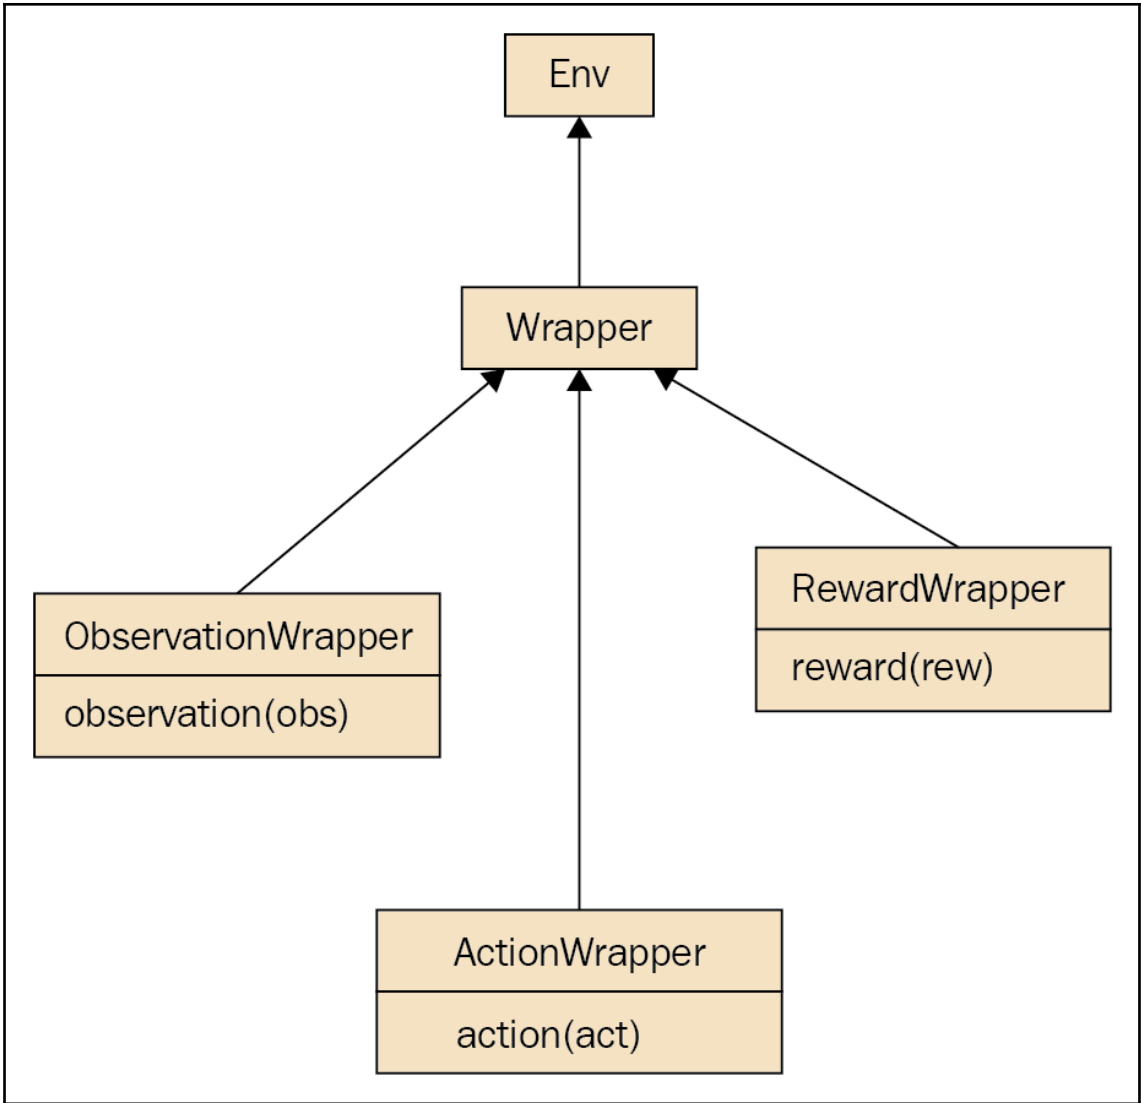 Env
Wrapper
ObservationWrapper
observation(obs)
RewardWrapper
reward(rew)
ActionWrapper
action(act)